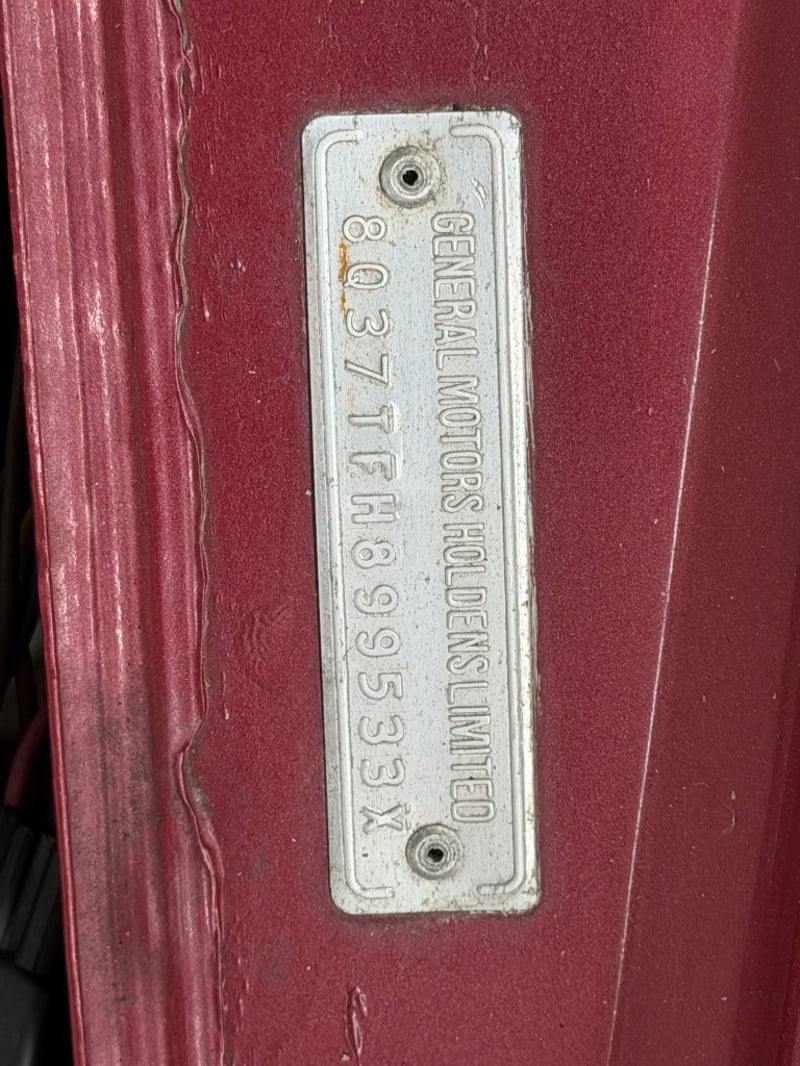 GENERAL MOTORS HOLDENS LIMITED
8Q37TFH899533X